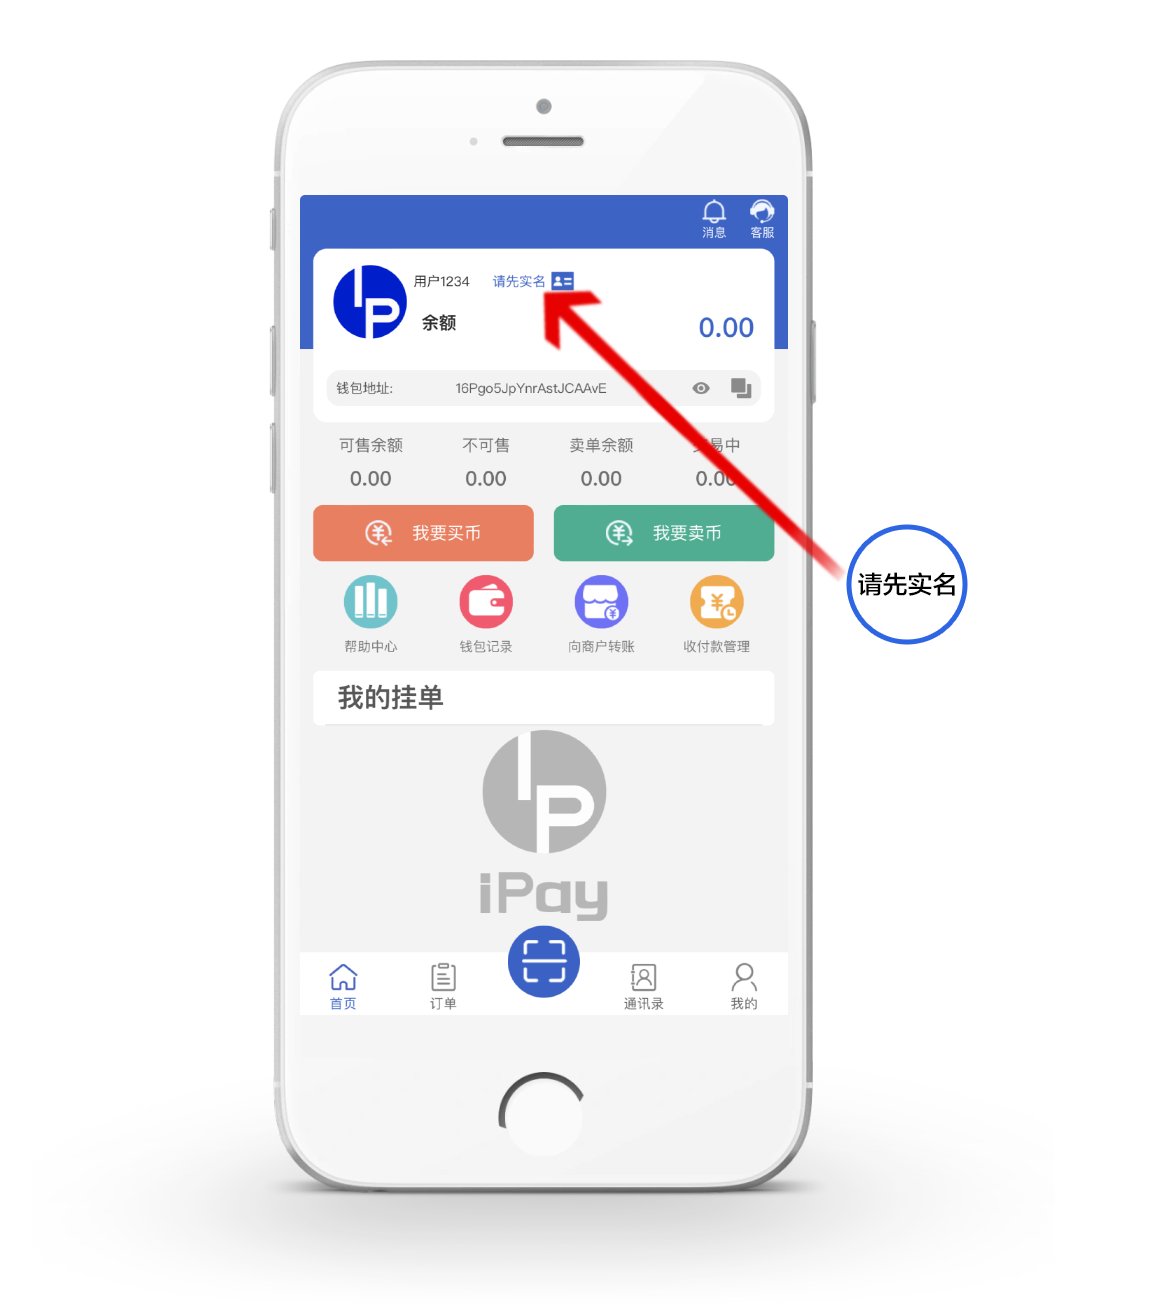 消息 客服
用户1234 请先实名
余额 0.00
钱包地址: 16Pgo5JpYnrAstJCAAvE
可售余额 不可售 卖单余额 易中
0.00 0.00 0.00 0.00
我要买币 我要卖币
请先实名
帮助中心 钱包记录 向商户转账 收付款管理
我的挂单
IP
iPay
首页 订单 通讯录 我的